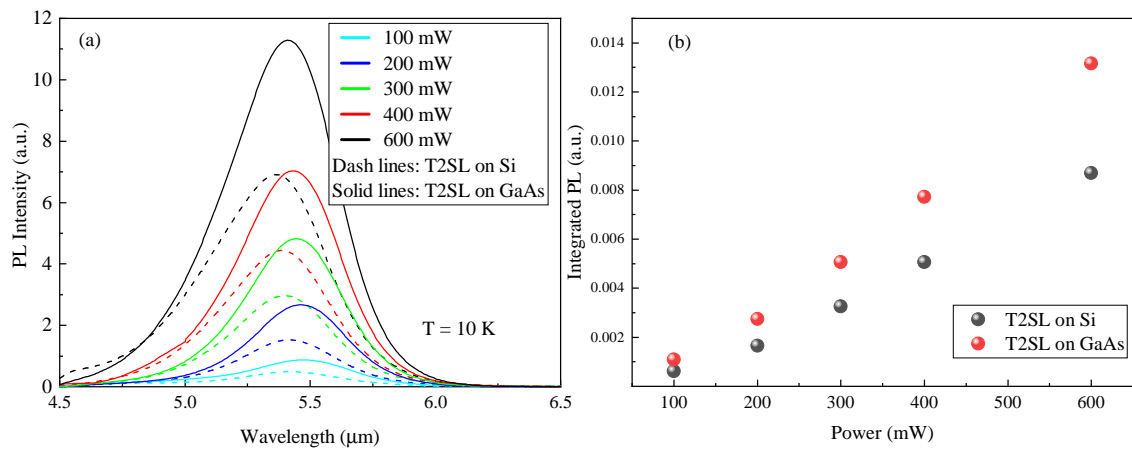 (a)
100 mW
200 mW
300 mW
400 mW
600 mW
Dash lines: T2SL on Si
Solid lines: T2SL on GaAs
T = 10 K
PL Intensity (a.u.)
12
10
8
6
4
2
0
4.5 5.0 5.5 6.0 6.5
Wavelength (μm)
(b)
Integrated PL (a.u.)
0.014
0.012
0.010
0.008
0.006
0.004
0.002
T2SL on Si
T2SL on GaAs
100 200 300 400 500 600
Power (mW)